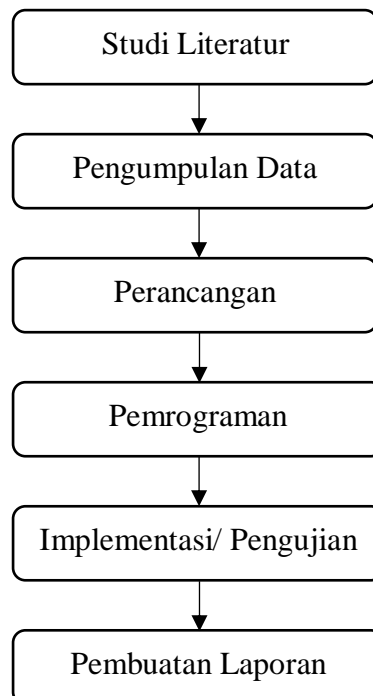 Studi Literatur
Pengumpulan Data
Perancangan
Pemrograman
Implementasi/ Pengujian
Pembuatan Laporan